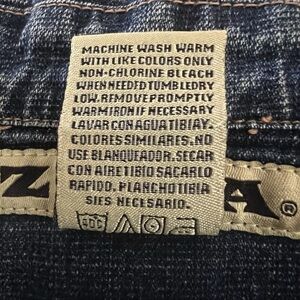 MACHINE WASH WARM
WITH LIKE COLORS ONLY
NON-CHLORINE BLEACH
WHEN NEEDED TUMBLE DRY
LOW. REMOVE PROMPTLY.
WARM IRON IF NECESSARY
LAVAR CON AGUA TIBIA Y.
COLORES SIMILARES. NO
USE BLANQUEADOR. SECAR
CON AIRE TIBIO SACARLO
RAPIDO. PLANCHO TIBIA
SIES NECESARIO.
Z A ®